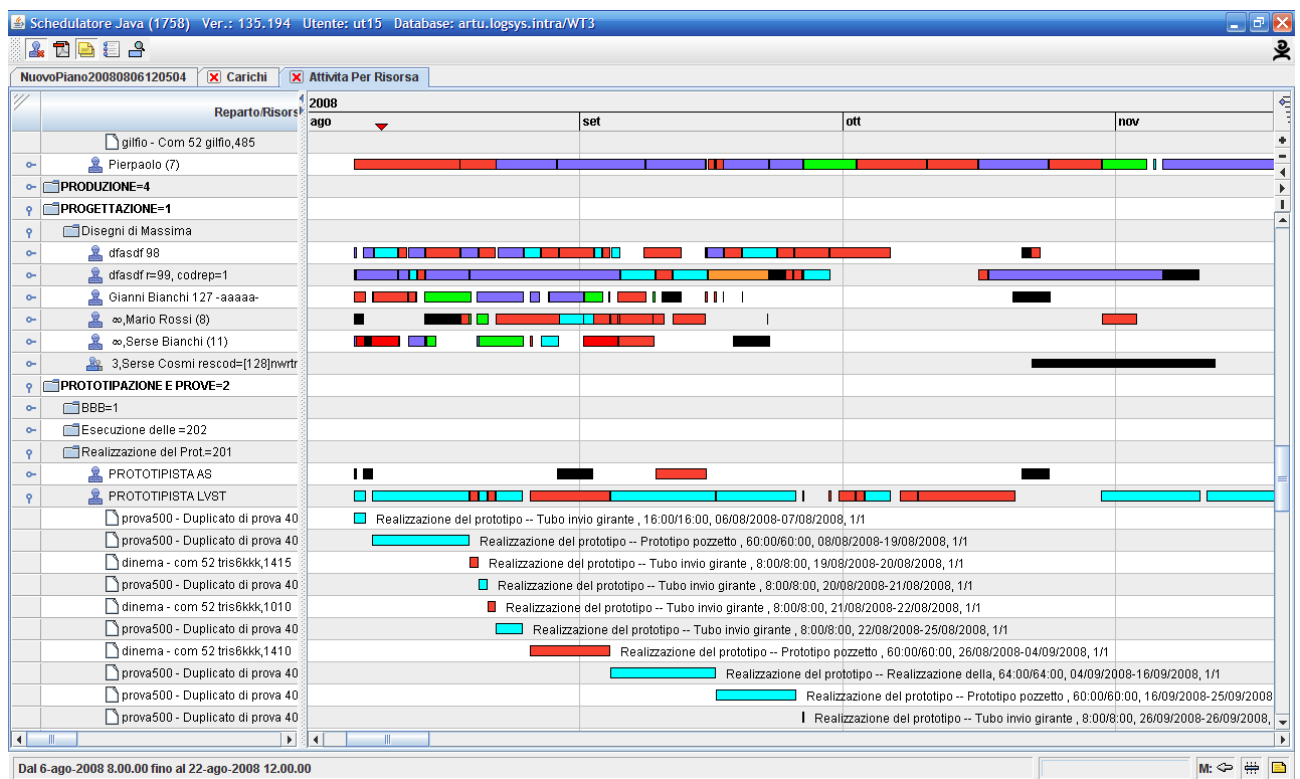 Schedulatore Java (1758) Ver.: 135.194 Utente: ut15 Database: artu.logsys.intra/WT3
NuovoPiano20080806120504 Carichi Attivita Per Risorsa
Reparto/Risors
2008
ago set ott nov
gilfio - Com 52 gilfio,485
Pierpaolo (7)
PRODUZIONE=4
PROGETTAZIONE=1
Disegni di Massima
dfasdf 98
dfasdf r=99, codrep=1
Gianni Bianchi 127 -aaaaa-
∞,Mario Rossi (8)
∞,Serse Bianchi (11)
3,Serse Cosmi rescod=[128]nwrtr
PROTOTIPAZIONE E PROVE=2
BBB=1
Esecuzione delle =202
Realizzazione del Prot.=201
PROTOTIPISTA AS
PROTOTIPISTA LVST
prova500 - Duplicato di prova 40 Realizzazione del prototipo -- Tubo invio girante , 16:00/16:00, 06/08/2008-07/08/2008, 1/1
prova500 - Duplicato di prova 40 Realizzazione del prototipo -- Prototipo pozzetto , 60:00/60:00, 08/08/2008-19/08/2008, 1/1
dinema - com 52 tris6kkk,1415 Realizzazione del prototipo -- Tubo invio girante , 8:00/8:00, 19/08/2008-20/08/2008, 1/1
prova500 - Duplicato di prova 40 Realizzazione del prototipo -- Tubo invio girante , 8:00/8:00, 20/08/2008-21/08/2008, 1/1
dinema - com 52 tris6kkk,1010 Realizzazione del prototipo -- Tubo invio girante , 8:00/8:00, 21/08/2008-22/08/2008, 1/1
prova500 - Duplicato di prova 40 Realizzazione del prototipo -- Tubo invio girante , 8:00/8:00, 22/08/2008-25/08/2008, 1/1
dinema - com 52 tris6kkk,1410 Realizzazione del prototipo -- Prototipo pozzetto , 60:00/60:00, 26/08/2008-04/09/2008, 1/1
prova500 - Duplicato di prova 40 Realizzazione del prototipo -- Realizzazione della, 64:00/64:00, 04/09/2008-16/09/2008, 1/1
prova500 - Duplicato di prova 40 Realizzazione del prototipo -- Prototipo pozzetto , 60:00/60:00, 16/09/2008-25/09/2008
prova500 - Duplicato di prova 40 Realizzazione del prototipo -- Tubo invio girante , 8:00/8:00, 26/09/2008-26/09/2008,
Dal 6-ago-2008 8.00.00 fino al 22-ago-2008 12.00.00 M: